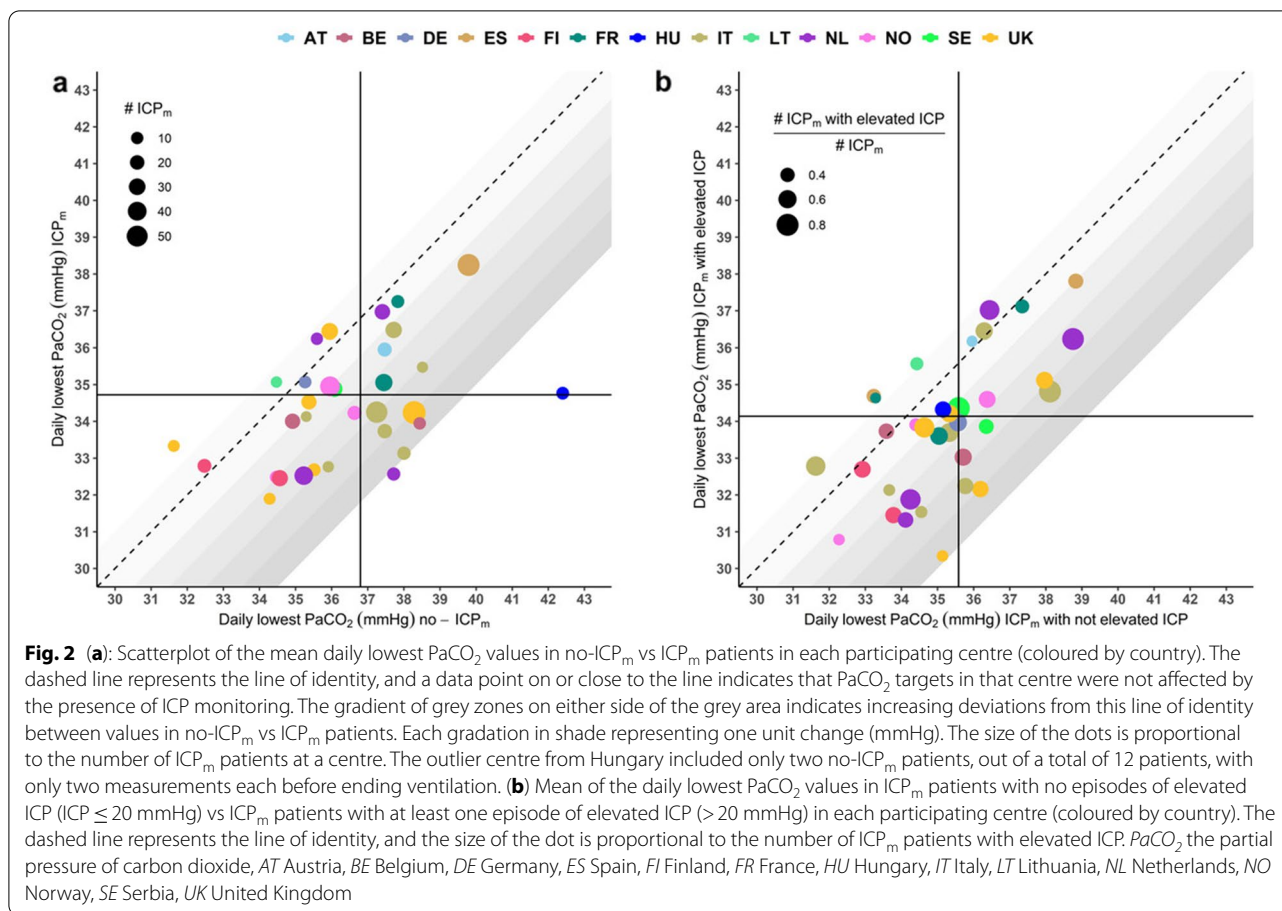 AT BE DE ES FI FR HU IT LT NL NO SE UK
a
# ICPm
10
20
30
40
50
43
42
41
40
39
38
37
36
35
34
33
32
31
30
Daily lowest PaCO2 (mmHg) ICPm
30 31 32 33 34 35 36 37 38 39 40 41 42 43
Daily lowest PaCO2 (mmHg) no – ICPm
b
# ICPm with elevated ICP
# ICPm
0.4
0.6
0.8
43
42
41
40
39
38
37
36
35
34
33
32
31
30
Daily lowest PaCO2 (mmHg) ICPm with elevated ICP
30 31 32 33 34 35 36 37 38 39 40 41 42 43
Daily lowest PaCO2 (mmHg) ICPm with not elevated ICP
Fig. 2 (a): Scatterplot of the mean daily lowest PaCO2 values in no-ICPm vs ICPm patients in each participating centre (coloured by country). The
dashed line represents the line of identity, and a data point on or close to the line indicates that PaCO2 targets in that centre were not affected by
the presence of ICP monitoring. The gradient of grey zones on either side of the grey area indicates increasing deviations from this line of identity
between values in no-ICPm vs ICPm patients. Each gradation in shade representing one unit change (mmHg). The size of the dots is proportional
to the number of ICPm patients at a centre. The outlier centre from Hungary included only two no-ICPm patients, out of a total of 12 patients, with
only two measurements each before ending ventilation. (b) Mean of the daily lowest PaCO2 values in ICPm patients with no episodes of elevated
ICP (ICP ≤ 20 mmHg) vs ICPm patients with at least one episode of elevated ICP (> 20 mmHg) in each participating centre (coloured by country). The
dashed line represents the line of identity, and the size of the dot is proportional to the number of ICPm patients with elevated ICP. PaCO2 the partial
pressure of carbon dioxide, AT Austria, BE Belgium, DE Germany, ES Spain, FI Finland, FR France, HU Hungary, IT Italy, LT Lithuania, NL Netherlands, NO
Norway, SE Serbia, UK United Kingdom